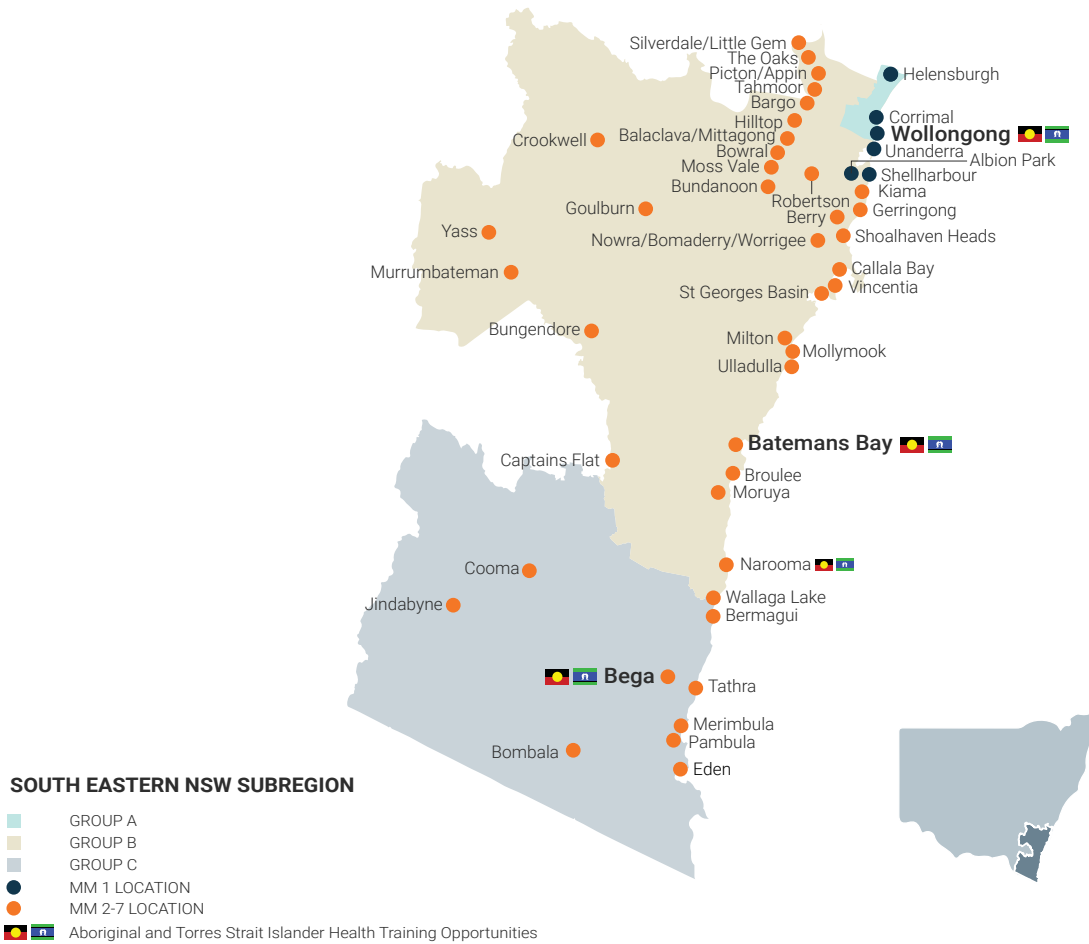 Silverdale/Little Gem
The Oaks
Picton/Appin
Tahmoor
Bargo
Hilltop
Balaclava/Mittagong
Bowral
Moss Vale
Bundanoon
Helensburgh
Corrimal
Wollongong
Unanderra
Albion Park
Shellharbour
Kiama
Robertson
Berry
Gerringong
Shoalhaven Heads
Crookwell
Goulburn
Yass
Nowra/Bomaderry/Worrigee
Murrumbateman
Callala Bay
Vincentia
St Georges Basin
Bungendore
Milton
Mollymook
Ulladulla
Batemans Bay
Captains Flat
Broulee
Moruya
Narooma
Cooma
Wallaga Lake
Jindabyne
Bermagui
Bega
Tathra
Merimbula
Pambula
Bombala
Eden
SOUTH EASTERN NSW SUBREGION
GROUP A
GROUP B
GROUP C
MM 1 LOCATION
MM 2-7 LOCATION
Aboriginal and Torres Strait Islander Health Training Opportunities